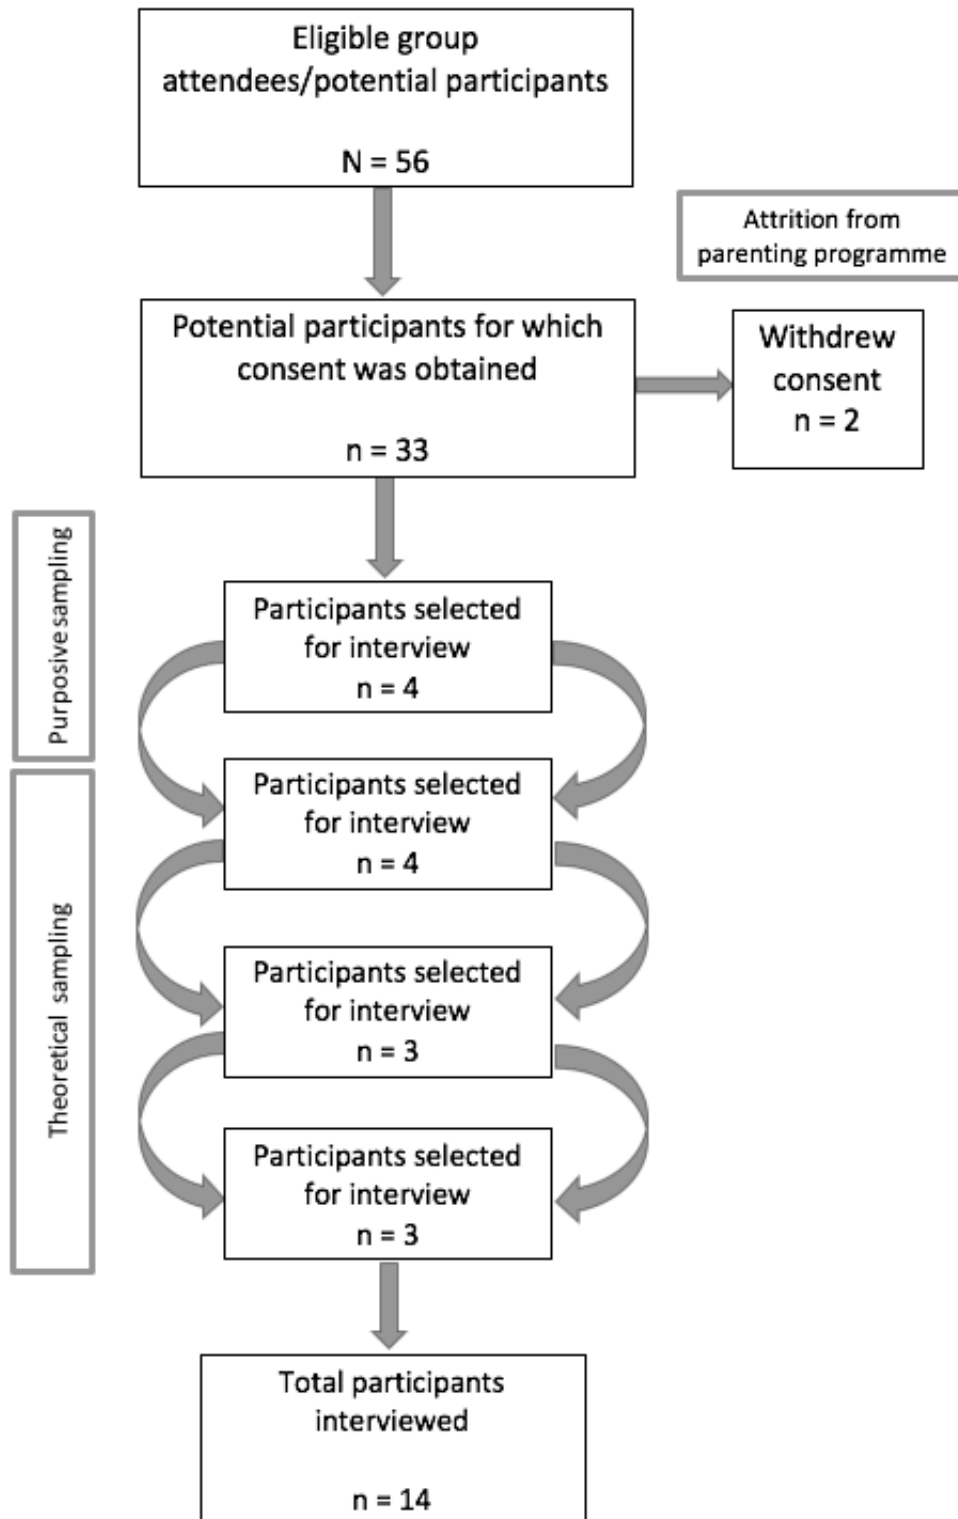 Eligible group
attendees/potential participants
N = 56
Attrition from
parenting programme
Potential participants for which
consent was obtained
n = 33
Withdrew
consent
n = 2
Purposive sampling
Participants selected
for interview
n = 4
Theoretical sampling
Participants selected
for interview
n = 4
Participants selected
for interview
n = 3
Participants selected
for interview
n = 3
Total participants
interviewed
n = 14